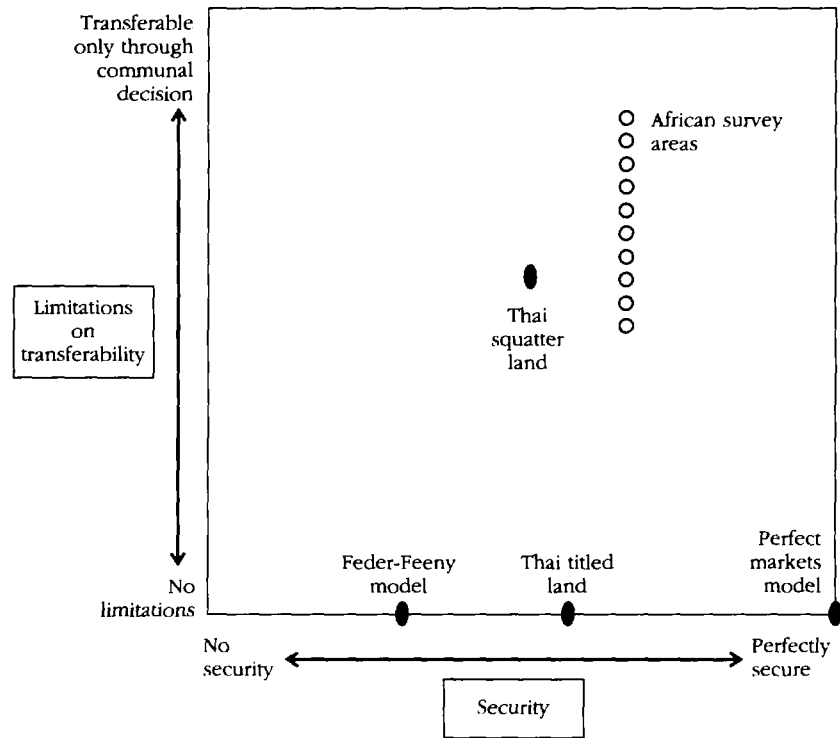 Transferable
only through
communal
decision
African survey
areas
Limitations
on
transferability
Thai
squatter
land
Feder-Feeny
model
Thai titled
land
Perfect
markets
model
No
limitations
No
security
Perfectly
secure
Security